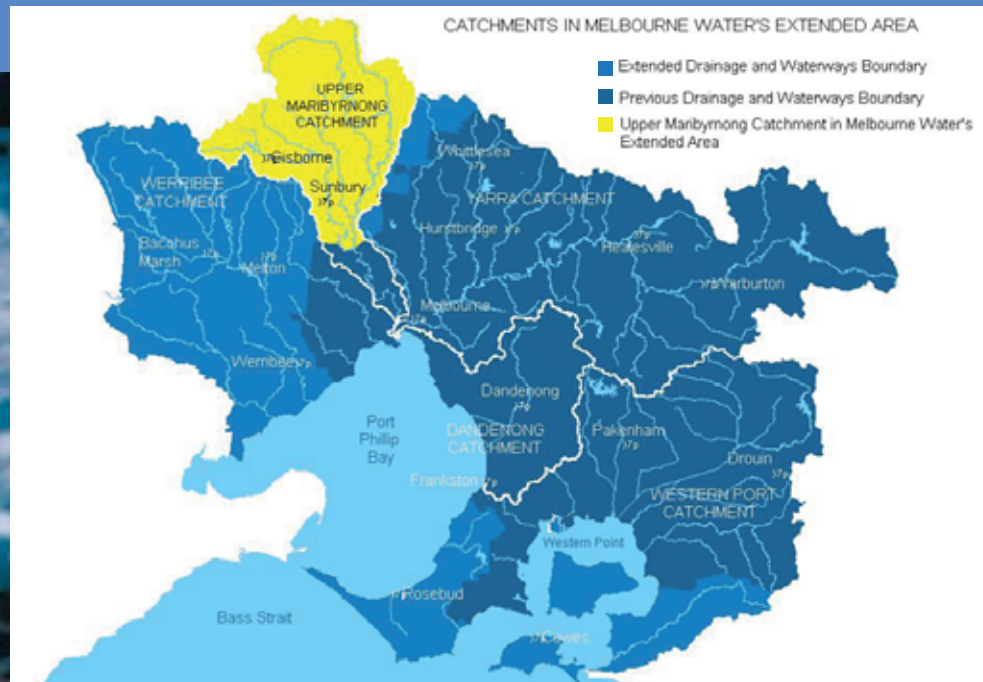 CATCHMENTS IN MELBOURNE WATER'S EXTENDED AREA
Extended Drainage and Waterways Boundary
Previous Drainage and Waterways Boundary
Upper Maribyrnong Catchment in Melbourne Water's
Extended Area
UPPER
MARIBYRNONG
CATCHMENT
Gisborne
Sunbury
WERRIBEE
CATCHMENT
Bacchus
Marsh
Melton
Werribee
Whittlesea
YARRA CATCHMENT
Hurstbridge
Healesville
Warburton
Melbourne
Port
Phillip
Bay
Dandenong
DANDENONG
CATCHMENT
Pakenham
Drouin
Frankston
WESTERN PORT
CATCHMENT
Western Point
Rosebud
Bass Strait
Cowes